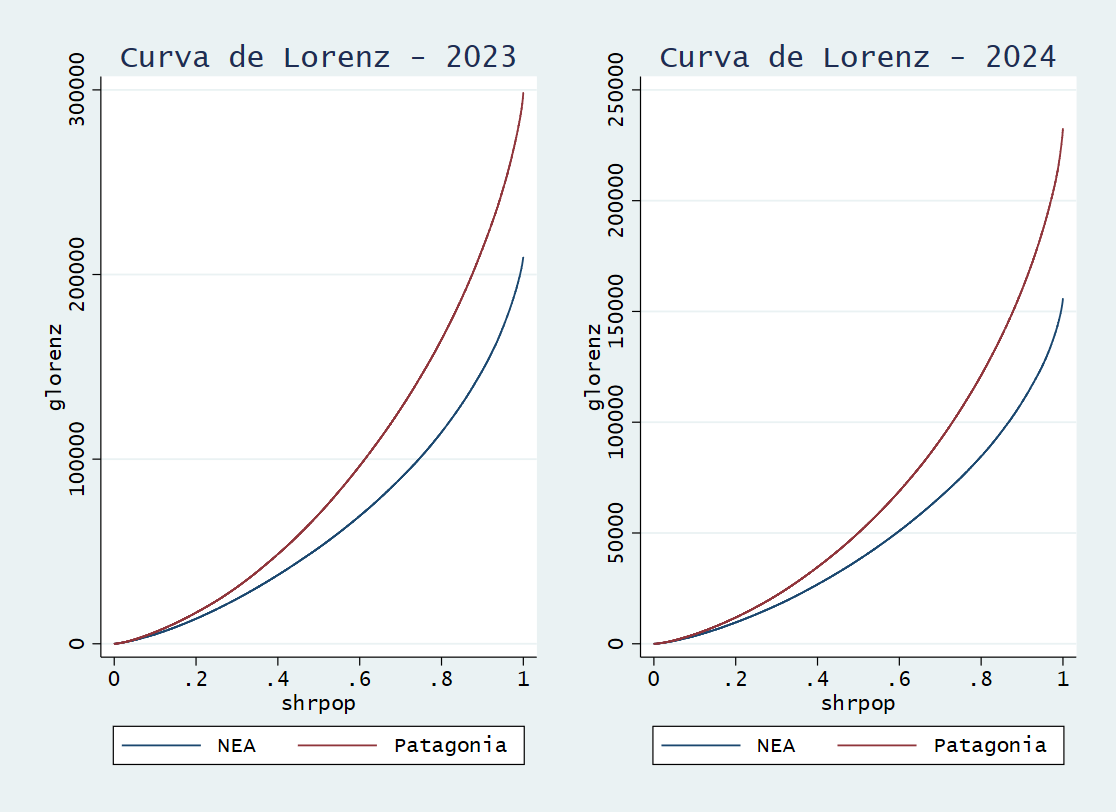 Curva de Lorenz - 2023
300000
200000
100000
0
glorenz
0 .2 .4 .6 .8 1
shrpop
NEA Patagonia
Curva de Lorenz - 2024
250000
200000
150000
100000
50000
0
glorenz
0 .2 .4 .6 .8 1
shrpop
NEA Patagonia